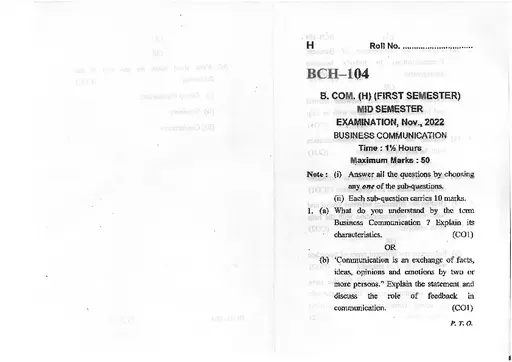 H Roll No. ..............................
BCH–104
B. COM. (H) (FIRST SEMESTER)
MID SEMESTER
EXAMINATION, Nov., 2022
BUSINESS COMMUNICATION
Time : 1½ Hours
Maximum Marks : 50
Note : (i) Answer all the questions by choosing
any one of the sub-questions.
(ii) Each sub-question carries 10 marks.
1. (a) What do you understand by the term
Business Communication ? Explain its
characteristics. (CO1)
OR
(b) ‘Communication is an exchange of facts,
ideas, opinions and emotions by two or
more persons.” Explain the statement and
discuss the role of feedback in
communication. (CO1)
P. T. O.